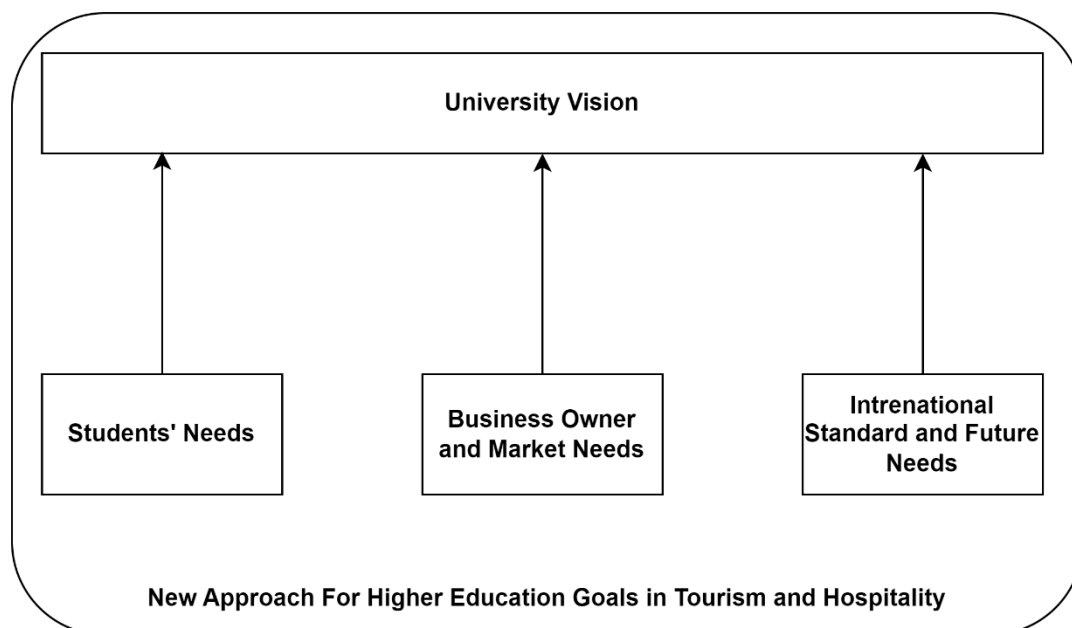 University Vision
Students' Needs
Business Owner
and Market Needs
Intrenational
Standard and Future
Needs
New Approach For Higher Education Goals in Tourism and Hospitality